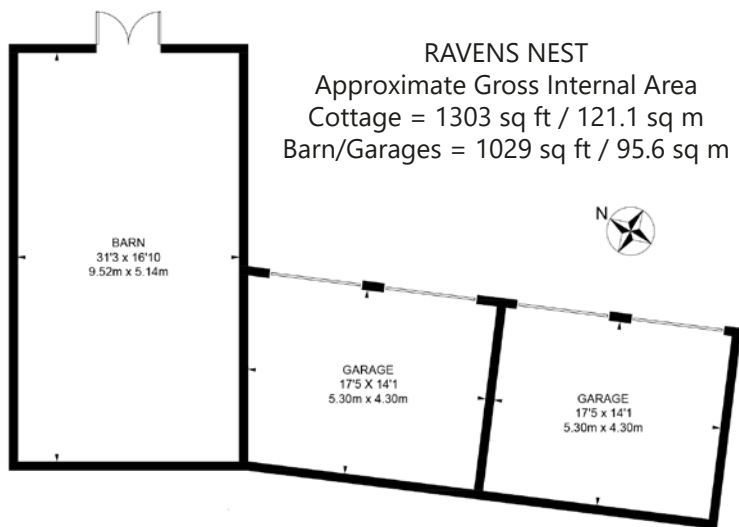 RAVENS NEST
Approximate Gross Internal Area
Cottage = 1303 sq ft / 121.1 sq m
Barn/Garages = 1029 sq ft / 95.6 sq m
N
BARN
31'3 x 16'10
9.52m x 5.14m
GARAGE
17'5 X 14'1
5.30m x 4.30m
GARAGE
17'5 x 14'1
5.30m x 4.30m